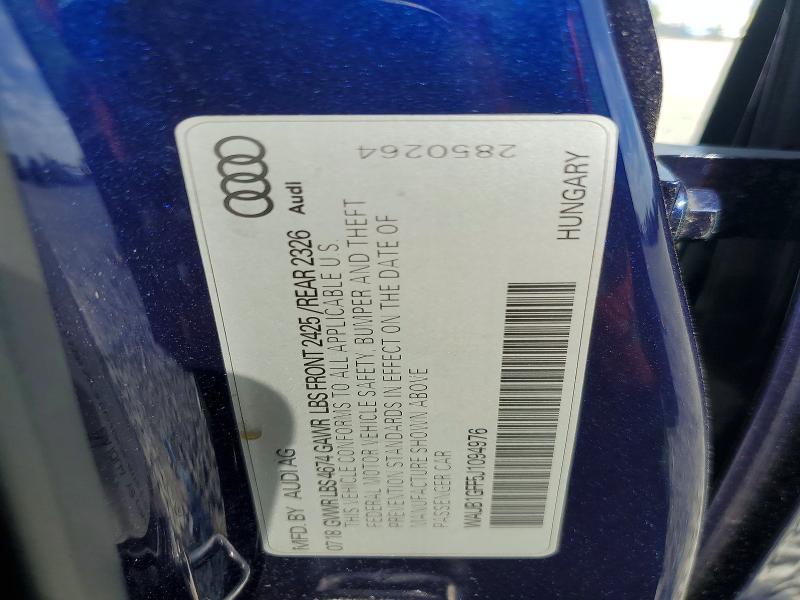 MFD. BY AUDI AG
Audi
07/18 GVWR LBS 4674 GAWR LBS FRONT 2425/REAR 2326
THIS VEHICLE CONFORMS TO ALL APPLICABLE U.S.
FEDERAL MOTOR VEHICLE SAFETY, BUMPER AND THEFT
PREVENTION STANDARDS IN EFFECT ON THE DATE OF
MANUFACTURE SHOWN ABOVE
PASSENGER CAR
WAUB1GFF5J1094976
HUNGARY
2850264